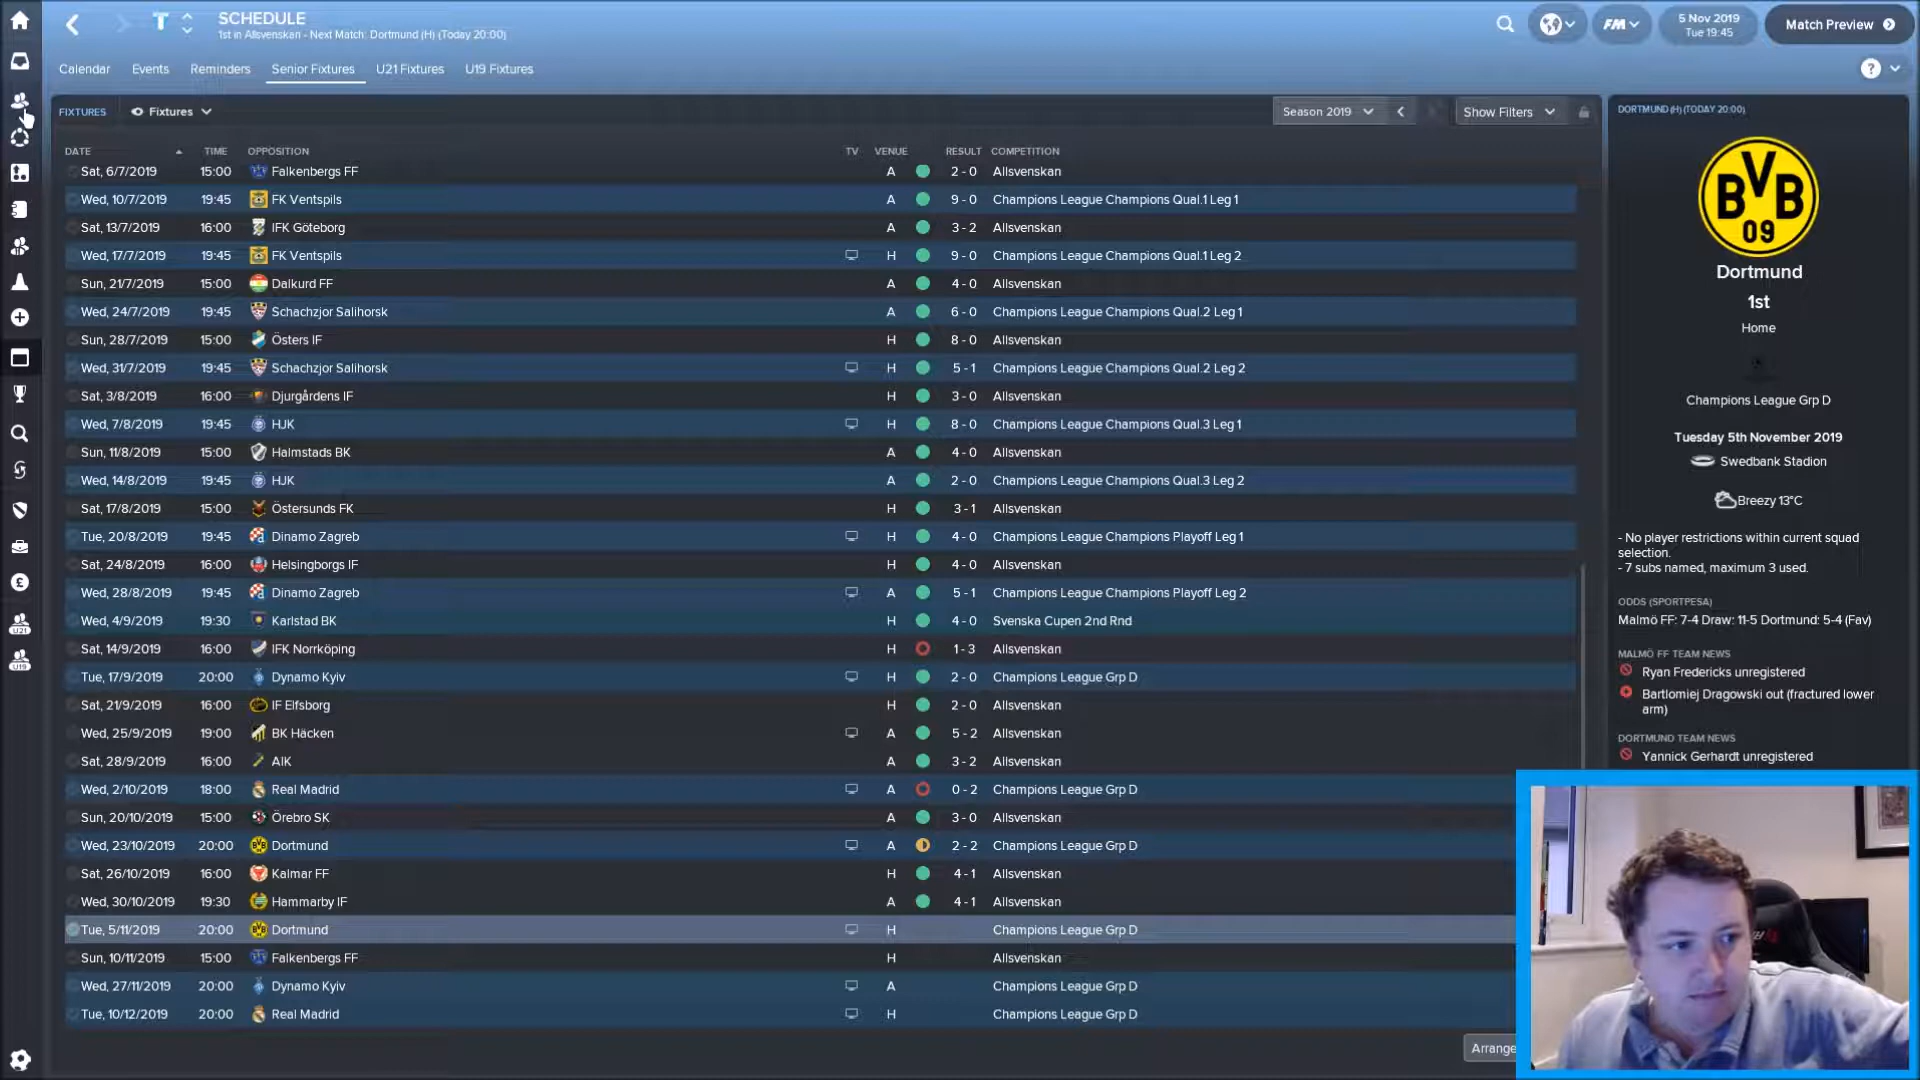 SCHEDULE
1st in Allsvenskan - Next Match: Dortmund (H) (Today 20:00)
FM
5 Nov 2019
Tue 19:45
Match Preview
Calendar Events Reminders Senior Fixtures U21 Fixtures U19 Fixtures
?
FIXTURES Fixtures Season 2019 Show Filters
DATE TIME OPPOSITION TV VENUE RESULT COMPETITION
Sat, 6/7/2019 15:00 Falkenbergs FF A 2 - 0 Allsvenskan
Wed, 10/7/2019 19:45 FK Ventspils A 9 - 0 Champions League Champions Qual.1 Leg 1
Sat, 13/7/2019 16:00 IFK Göteborg A 3 - 2 Allsvenskan
Wed, 17/7/2019 19:45 FK Ventspils H 9 - 0 Champions League Champions Qual.1 Leg 2
Sun, 21/7/2019 15:00 Dalkurd FF A 4 - 0 Allsvenskan
Wed, 24/7/2019 19:45 Schachzjor Salihorsk A 6 - 0 Champions League Champions Qual.2 Leg 1
Sun, 28/7/2019 15:00 Östers IF H 8 - 0 Allsvenskan
Wed, 31/7/2019 19:45 Schachzjor Salihorsk H 5 - 1 Champions League Champions Qual.2 Leg 2
Sat, 3/8/2019 16:00 Djurgårdens IF H 3 - 0 Allsvenskan
Wed, 7/8/2019 19:45 HJK H 8 - 0 Champions League Champions Qual.3 Leg 1
Sun, 11/8/2019 15:00 Halmstads BK A 4 - 0 Allsvenskan
Wed, 14/8/2019 19:45 HJK A 2 - 0 Champions League Champions Qual.3 Leg 2
Sat, 17/8/2019 15:00 Östersunds FK H 3 - 1 Allsvenskan
Tue, 20/8/2019 19:45 Dinamo Zagreb H 4 - 0 Champions League Champions Playoff Leg 1
Sat, 24/8/2019 16:00 Helsingborgs IF H 4 - 0 Allsvenskan
Wed, 28/8/2019 19:45 Dinamo Zagreb A 5 - 1 Champions League Champions Playoff Leg 2
Wed, 4/9/2019 19:30 Karlstad BK H 4 - 0 Svenska Cupen 2nd Rnd
Sat, 14/9/2019 16:00 IFK Norrköping H 1 - 3 Allsvenskan
Tue, 17/9/2019 20:00 Dynamo Kyiv H 2 - 0 Champions League Grp D
Sat, 21/9/2019 16:00 IF Elfsborg H 2 - 0 Allsvenskan
Wed, 25/9/2019 19:00 BK Häcken A 5 - 2 Allsvenskan
Sat, 28/9/2019 16:00 AIK A 3 - 2 Allsvenskan
Wed, 2/10/2019 18:00 Real Madrid A 0 - 2 Champions League Grp D
Sun, 20/10/2019 15:00 Örebro SK A 3 - 0 Allsvenskan
Wed, 23/10/2019 20:00 Dortmund A 2 - 2 Champions League Grp D
Sat, 26/10/2019 16:00 Kalmar FF H 4 - 1 Allsvenskan
Wed, 30/10/2019 19:30 Hammarby IF A 4 - 1 Allsvenskan
Tue, 5/11/2019 20:00 Dortmund H Champions League Grp D
Sun, 10/11/2019 15:00 Falkenbergs FF H Allsvenskan
Wed, 27/11/2019 20:00 Dynamo Kyiv A Champions League Grp D
Tue, 10/12/2019 20:00 Real Madrid H Champions League Grp D
Arrange
U21
U19
DORTMUND (H) (TODAY 20:00)
BVB
09
Dortmund
1st
Home
Champions League Grp D
Tuesday 5th November 2019
Swedbank Stadion
Breezy 13°C
- No player restrictions within current squad
selection.
- 7 subs named, maximum 3 used.
ODDS (SPORTPESA)
Malmö FF: 7-4 Draw: 11-5 Dortmund: 5-4 (Fav)
MALMÖ FF TEAM NEWS
Ryan Fredericks unregistered
Bartlomiej Dragowski out (fractured lower
arm)
DORTMUND TEAM NEWS
Yannick Gerhardt unregistered